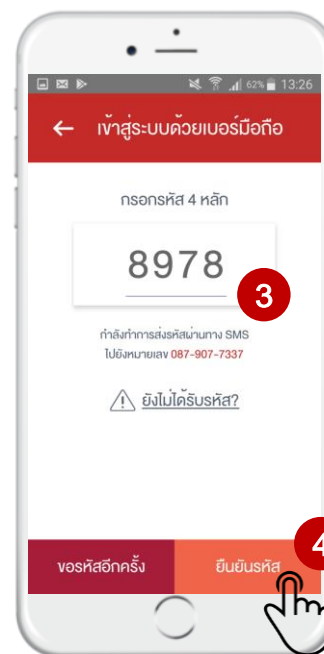 62% 13:26
เข้าสู่ระบบด้วยเบอร์มือถือ
กรอกรหัส 4 หลัก
8978
3
กำลังทำการส่งรหัสผ่านทาง SMS
ไปยังหมายเลข 087-907-7337
ยังไม่ได้รับรหัส?
4
ขอรหัสอีกครั้ง ยืนยันรหัส